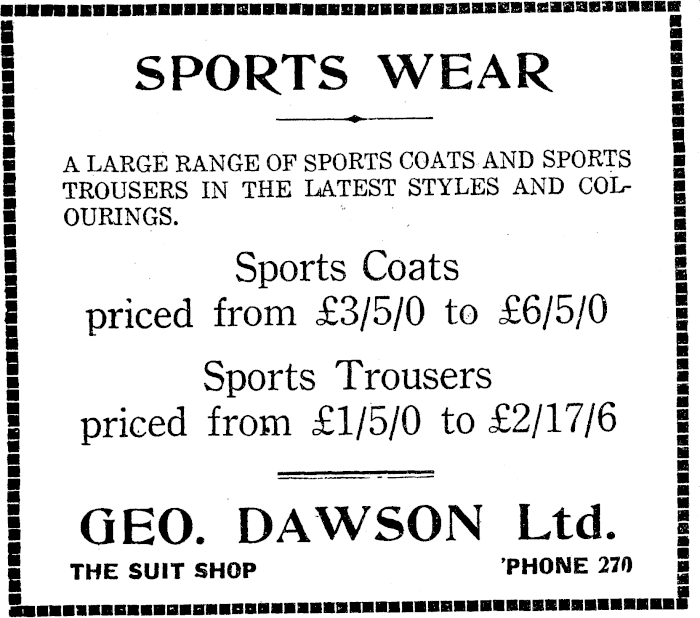 SPORTS WEAR
A LARGE RANGE OF SPORTS COATS AND SPORTS
TROUSERS IN THE LATEST STYLES AND COL-
OURINGS.
Sports Coats
priced from £3/5/0 to £6/5/0
Sports Trousers
priced from £1/5/0 to £2/17/6
GEO. DAWSON Ltd.
THE SUIT SHOP 'PHONE 270